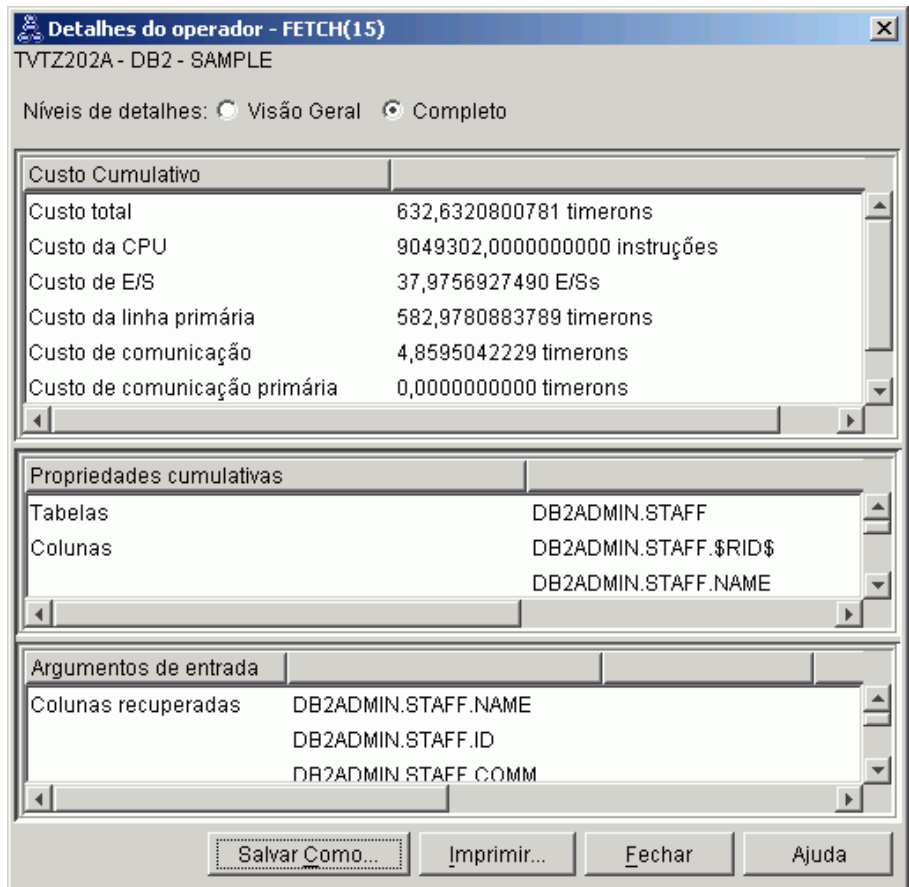 Detalhes do operador - FETCH(15)
TVTZ202A - DB2 - SAMPLE
Níveis de detalhes: Visão Geral Completo
Custo Cumulativo
Custo total 632,6320800781 timerons
Custo da CPU 9049302,0000000000 instruções
Custo de E/S 37,9756927490 E/Ss
Custo da linha primária 582,9780883789 timerons
Custo de comunicação 4,8595042229 timerons
Custo de comunicação primária 0,0000000000 timerons
Propriedades cumulativas
Tabelas DB2ADMIN.STAFF
Colunas DB2ADMIN.STAFF.$RID$
DB2ADMIN.STAFF.NAME
Argumentos de entrada
Colunas recuperadas DB2ADMIN.STAFF.NAME
DB2ADMIN.STAFF.ID
DB2ADMIN.STAFF.COMM
Salvar Como... Imprimir... Fechar Ajuda